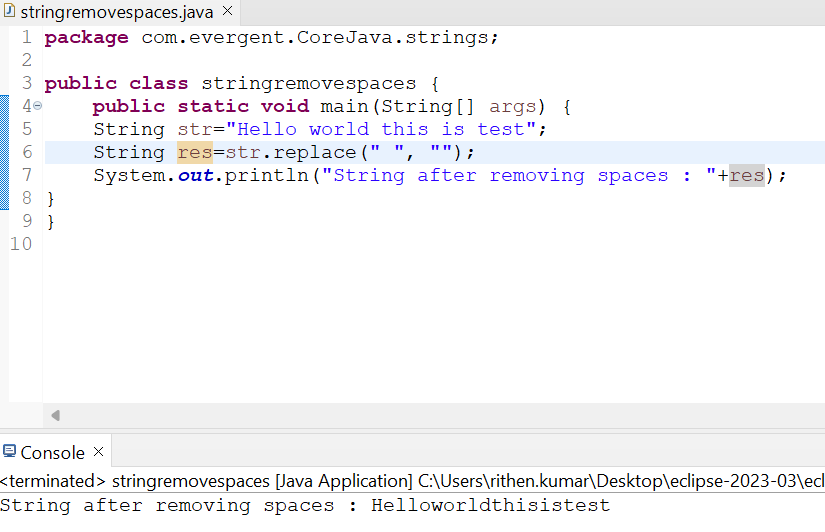 stringremovespaces.java
1 package com.evergent.CoreJava.strings;
2
3 public class stringremovespaces {
4 public static void main(String[] args) {
5 String str="Hello world this is test";
6 String res=str.replace(" ", "");
7 System.out.println("String after removing spaces : "+res);
8 }
9 }
10
Console
<terminated> stringremovespaces [Java Application] C:\Users\rithen.kumar\Desktop\eclipse-2023-03\ecl
String after removing spaces : Helloworldthisistest